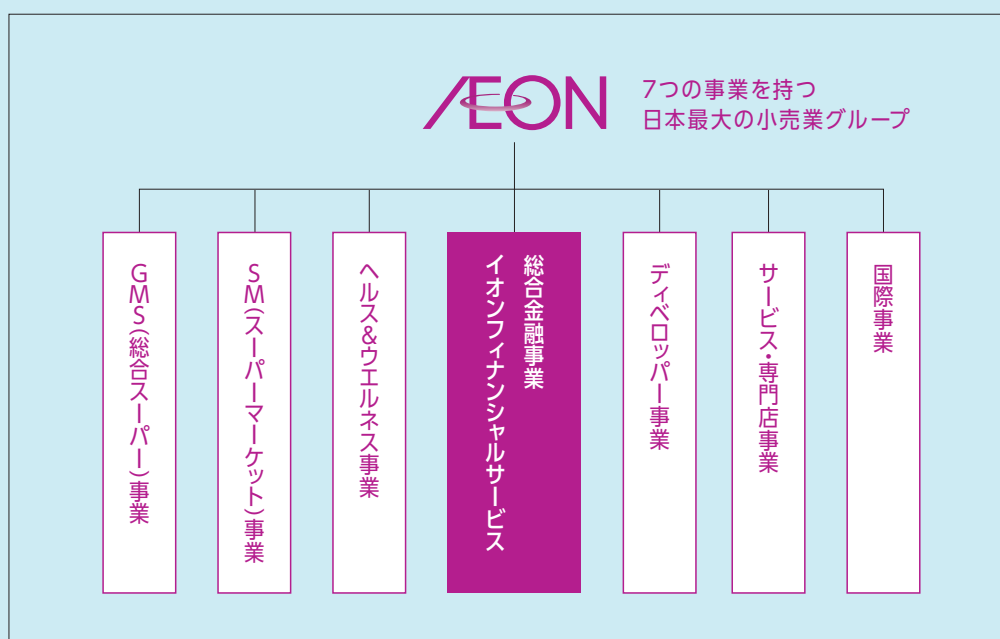 ÆON
7つの事業を持つ
日本最大の小売業グループ
GMS(総合スーパー)事業
SM(スーパーマーケット)事業
ヘルス&ウエルネス事業
総合金融事業
イオンフィナンシャルサービス
ディベロッパー事業
サービス・専門店事業
国際事業